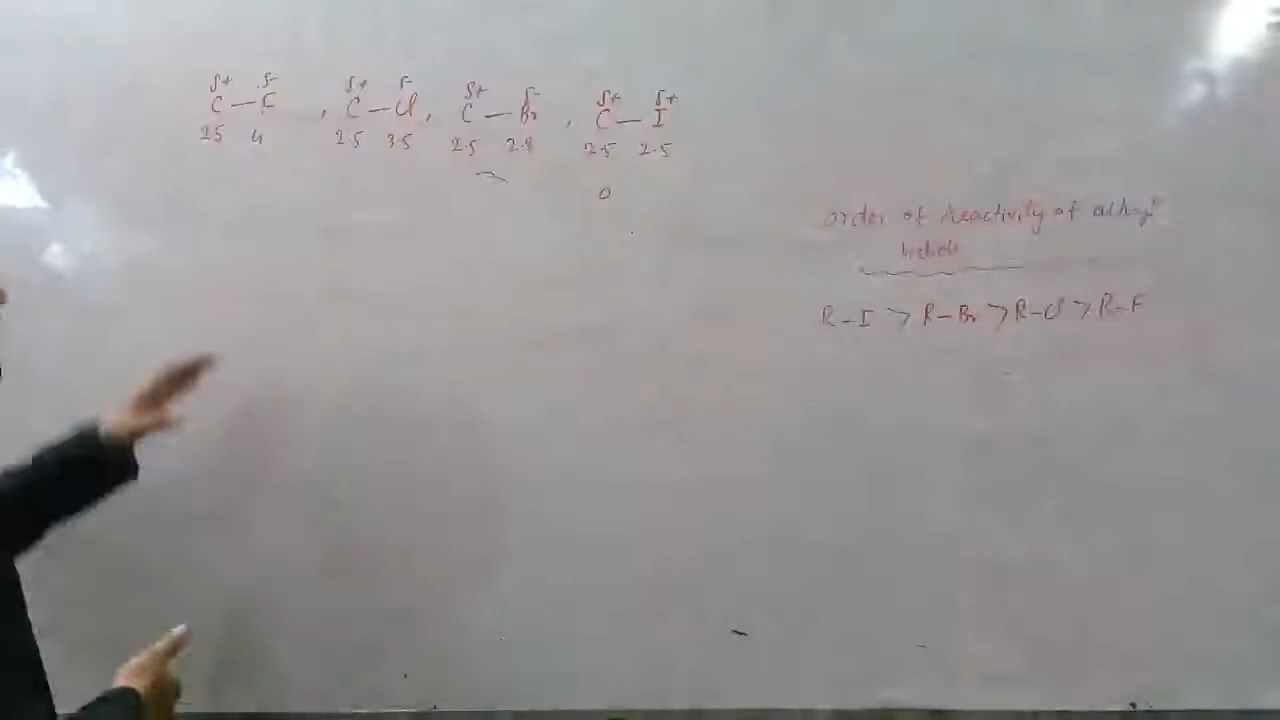 δ+ δ- δ+ δ- δ+ δ- δ+ δ+
C — F , C — Cl, C — Br , C — I
2.5 4 2.5 3.5 2.5 2.8 2.5 2.5
0
order of Reactivity of alkyl
halide
R-I > R-Br > R-Cl > R-F